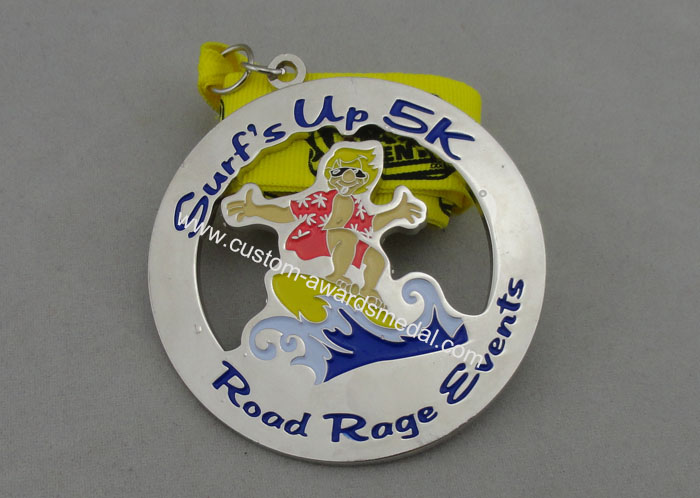 Surf's Up 5K
www.custom-awardsmedal.com
Road Rage Events